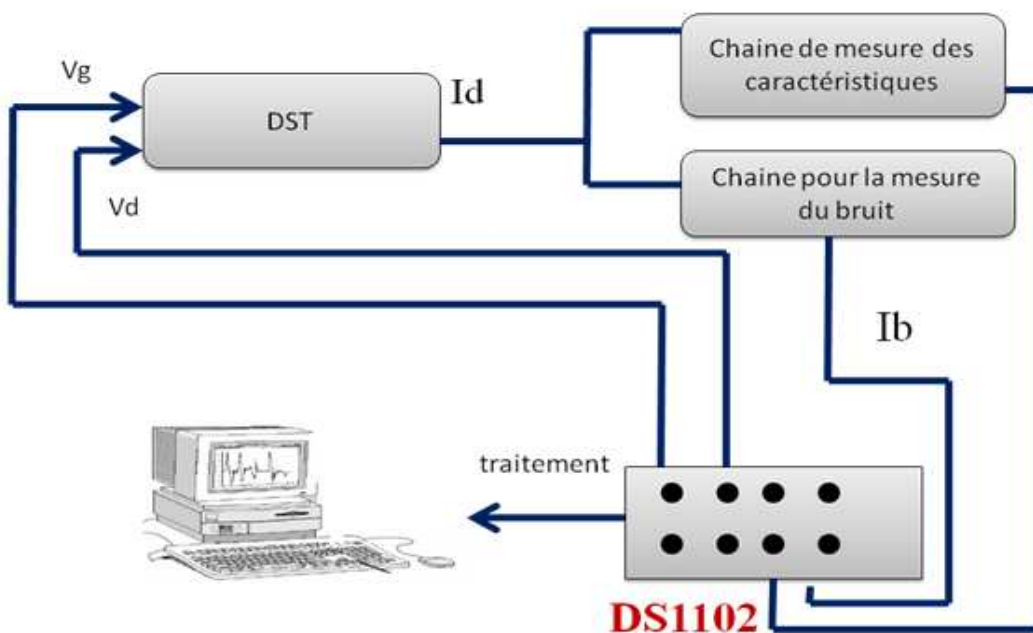 Vg
DST
Id
Chaine de mesure des
caractéristiques
Vd
Chaine pour la mesure
du bruit
Ib
traitement
DS1102